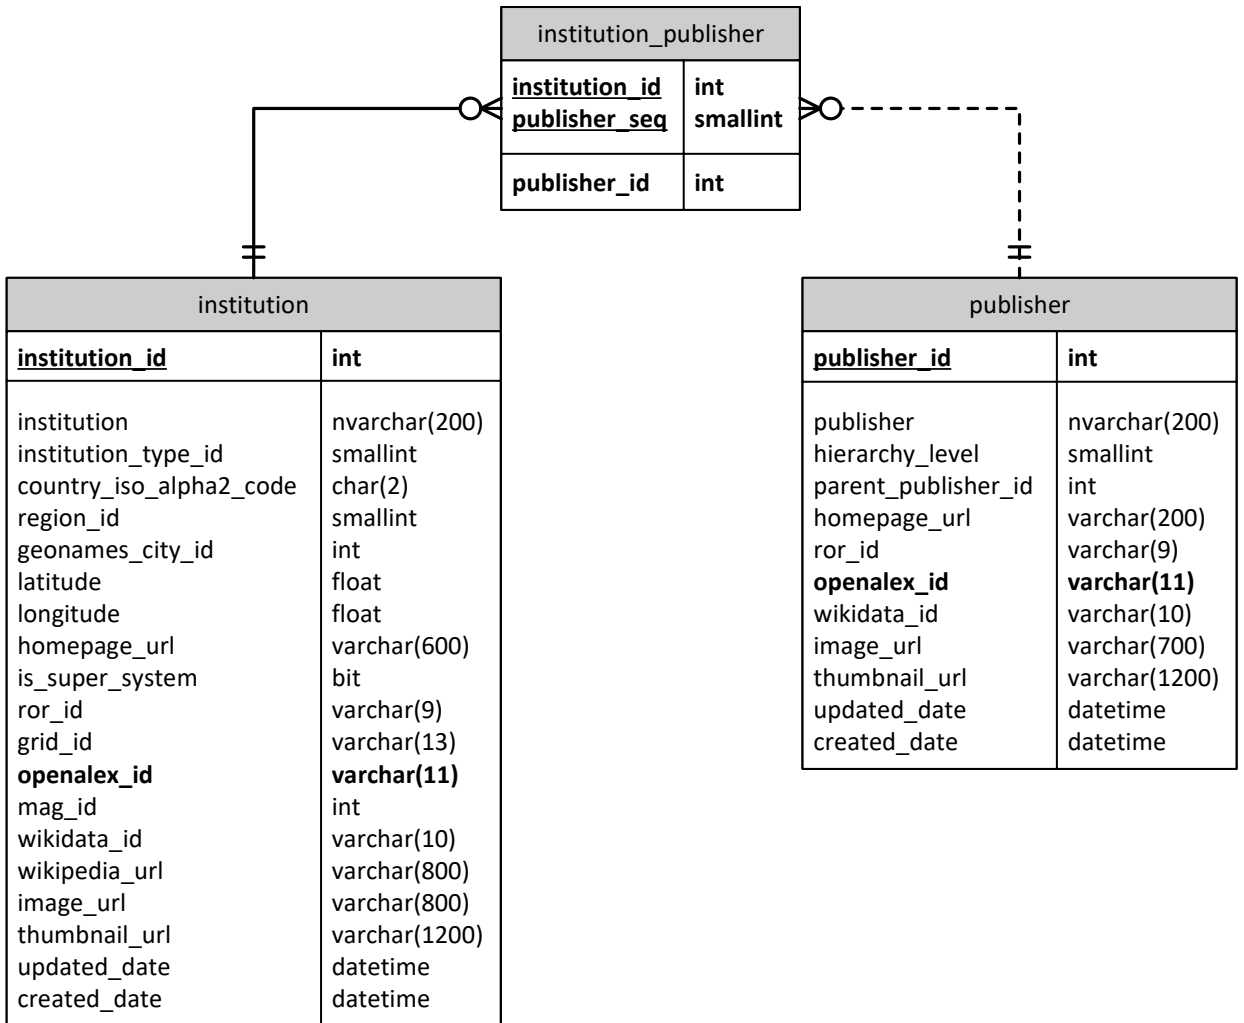 institution_publisher
institution_id int
publisher_seq smallint
publisher_id int
institution
institution_id int
institution nvarchar(200)
institution_type_id smallint
country_iso_alpha2_code char(2)
region_id smallint
geonames_city_id int
latitude float
longitude float
homepage_url varchar(600)
is_super_system bit
ror_id varchar(9)
grid_id varchar(13)
openalex_id varchar(11)
mag_id int
wikidata_id varchar(10)
wikipedia_url varchar(800)
image_url varchar(800)
thumbnail_url varchar(1200)
updated_date datetime
created_date datetime
publisher
publisher_id int
publisher nvarchar(200)
hierarchy_level smallint
parent_publisher_id int
homepage_url varchar(200)
ror_id varchar(9)
openalex_id varchar(11)
wikidata_id varchar(10)
image_url varchar(700)
thumbnail_url varchar(1200)
updated_date datetime
created_date datetime